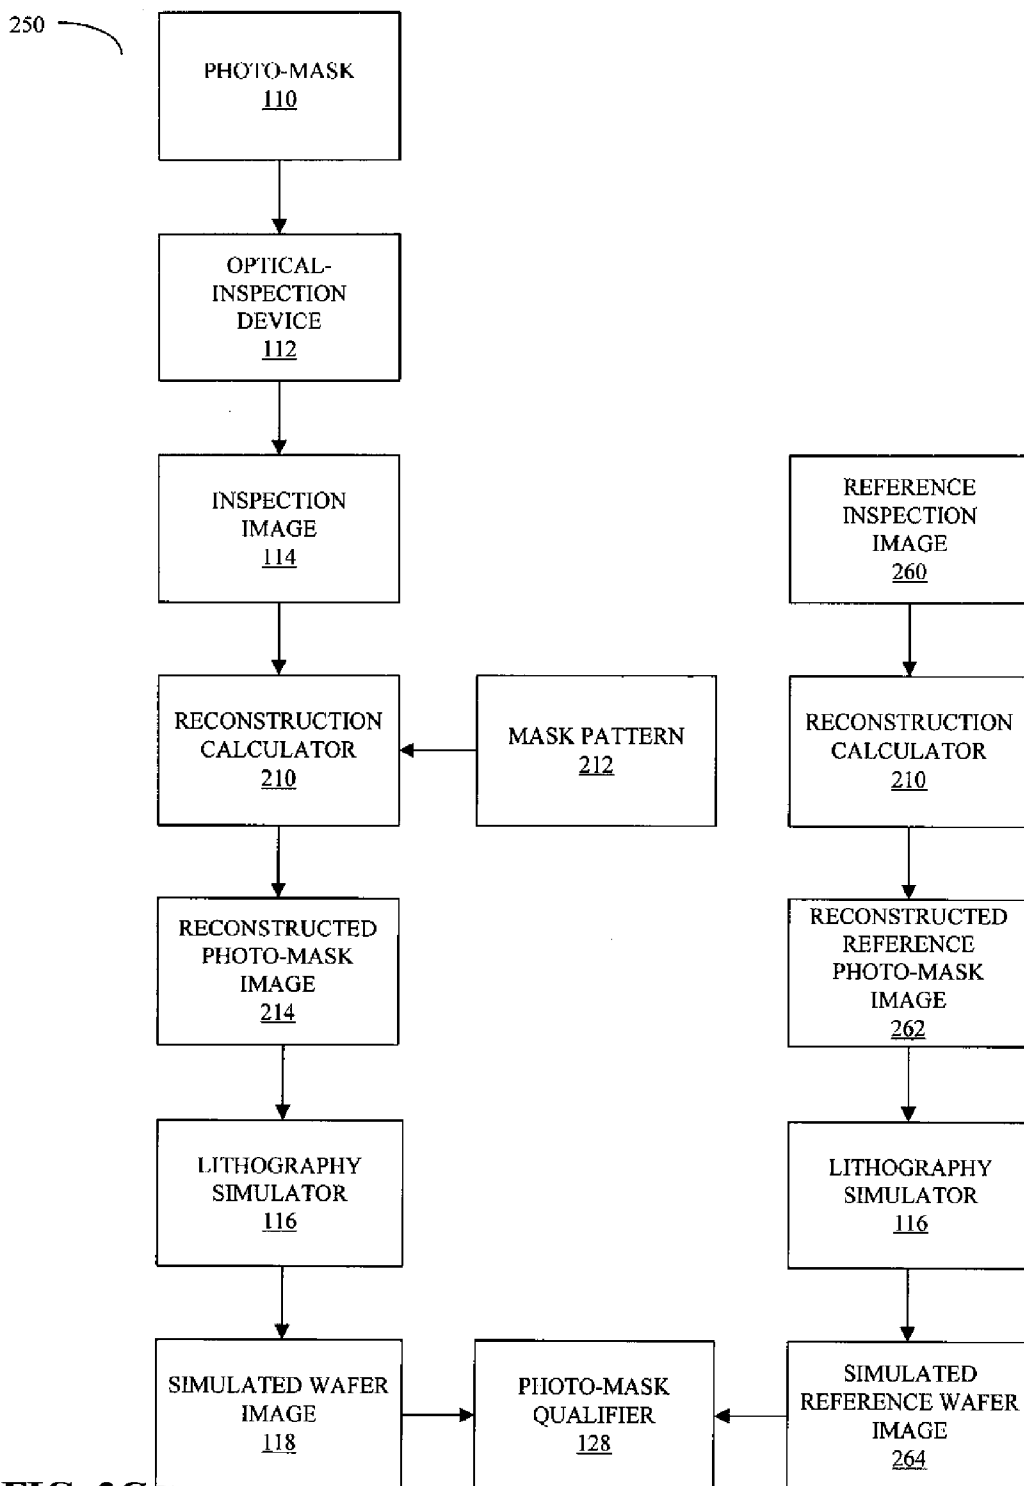 250
PHOTO-MASK
110
OPTICAL-
INSPECTION
DEVICE
112
INSPECTION
IMAGE
114
REFERENCE
INSPECTION
IMAGE
260
RECONSTRUCTION
CALCULATOR
210
MASK PATTERN
212
RECONSTRUCTION
CALCULATOR
210
RECONSTRUCTED
PHOTO-MASK
IMAGE
214
RECONSTRUCTED
REFERENCE
PHOTO-MASK
IMAGE
262
LITHOGRAPHY
SIMULATOR
116
LITHOGRAPHY
SIMULATOR
116
SIMULATED WAFER
IMAGE
118
PHOTO-MASK
QUALIFIER
128
SIMULATED
REFERENCE WAFER
IMAGE
264